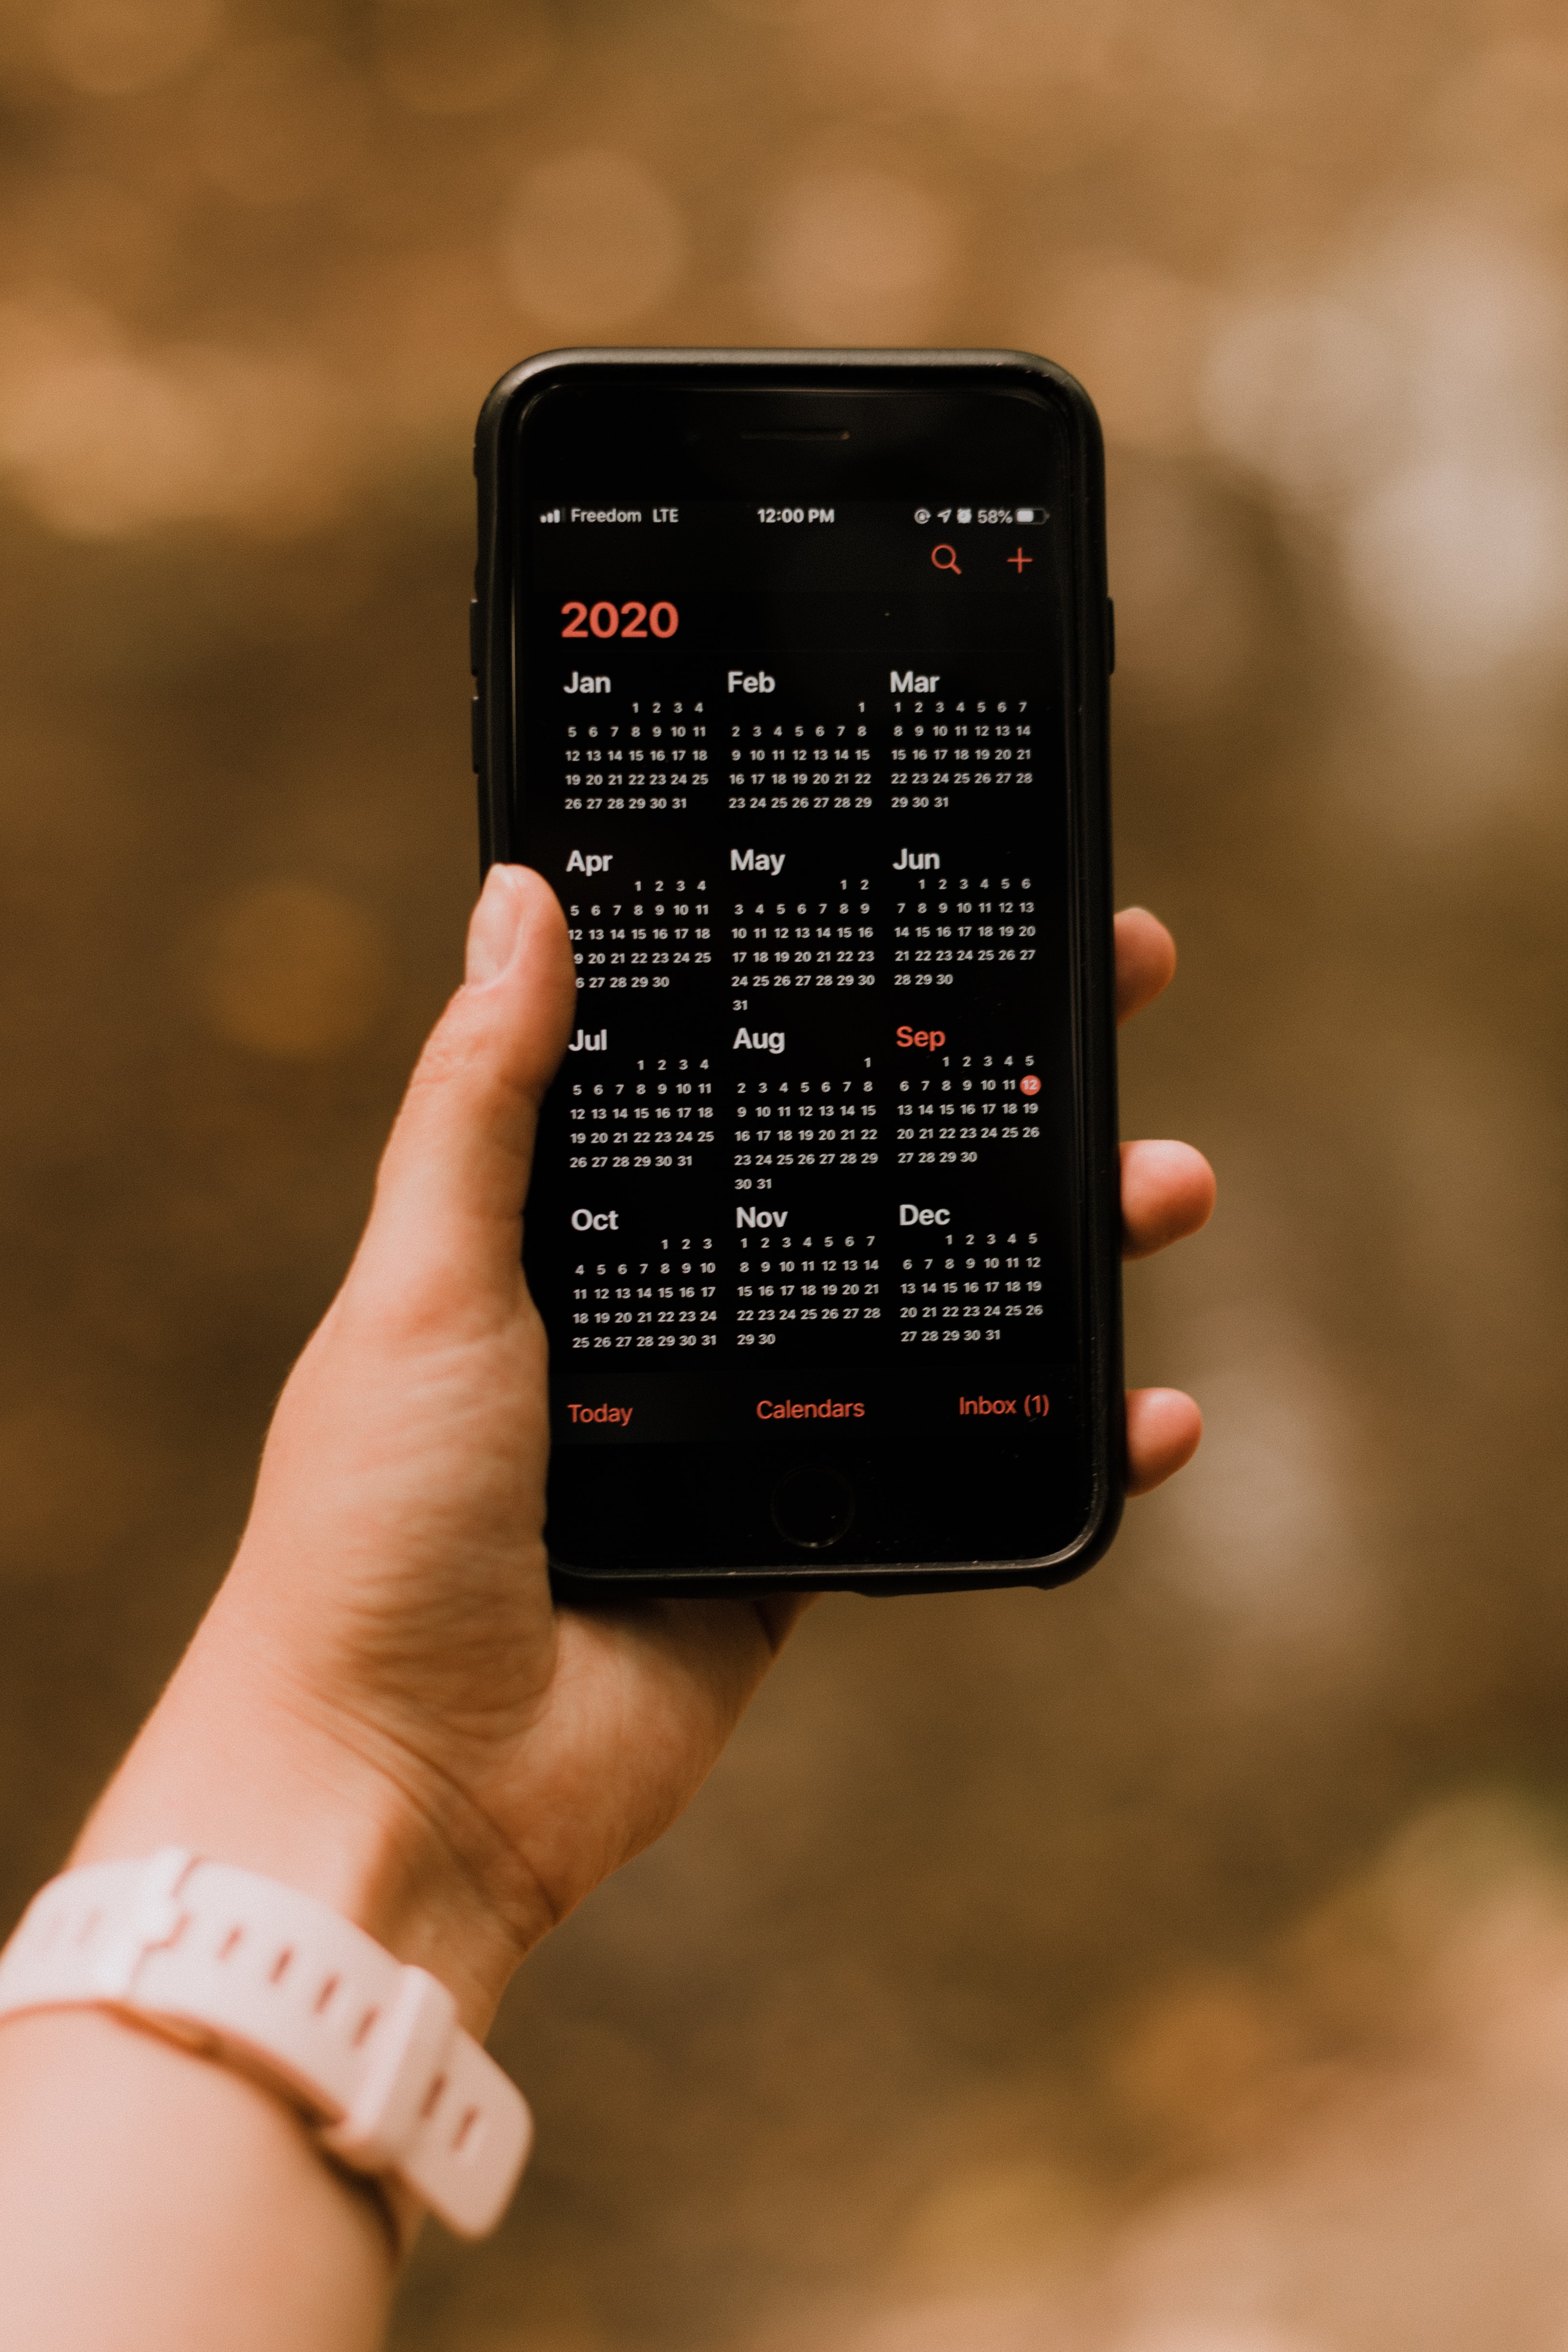 Freedom LTE 12:00 PM 58%
2020
Jan Feb Mar
1 2 3 4 1 1 2 3 4 5 6 7
5 6 7 8 9 10 11 2 3 4 5 6 7 8 8 9 10 11 12 13 14
12 13 14 15 16 17 18 9 10 11 12 13 14 15 15 16 17 18 19 20 21
19 20 21 22 23 24 25 16 17 18 19 20 21 22 22 23 24 25 26 27 28
26 27 28 29 30 31 23 24 25 26 27 28 29 29 30 31
Apr May Jun
1 2 3 4 1 2 1 2 3 4 5 6
5 6 7 8 9 10 11 3 4 5 6 7 8 9 7 8 9 10 11 12 13
12 13 14 15 16 17 18 10 11 12 13 14 15 16 14 15 16 17 18 19 20
9 20 21 22 23 24 25 17 18 19 20 21 22 23 21 22 23 24 25 26 27
6 27 28 29 30 24 25 26 27 28 29 30 28 29 30
31
Jul Aug Sep
1 2 3 4 1 1 2 3 4 5
5 6 7 8 9 10 11 2 3 4 5 6 7 8 6 7 8 9 10 11 12
12 13 14 15 16 17 18 9 10 11 12 13 14 15 13 14 15 16 17 18 19
19 20 21 22 23 24 25 16 17 18 19 20 21 22 20 21 22 23 24 25 26
26 27 28 29 30 31 23 24 25 26 27 28 29 27 28 29 30
30 31
Oct Nov Dec
1 2 3 1 2 3 4 5 6 7 1 2 3 4 5
4 5 6 7 8 9 10 8 9 10 11 12 13 14 6 7 8 9 10 11 12
11 12 13 14 15 16 17 15 16 17 18 19 20 21 13 14 15 16 17 18 19
18 19 20 21 22 23 24 22 23 24 25 26 27 28 20 21 22 23 24 25 26
25 26 27 28 29 30 31 29 30 27 28 29 30 31
Today Calendars Inbox (1)